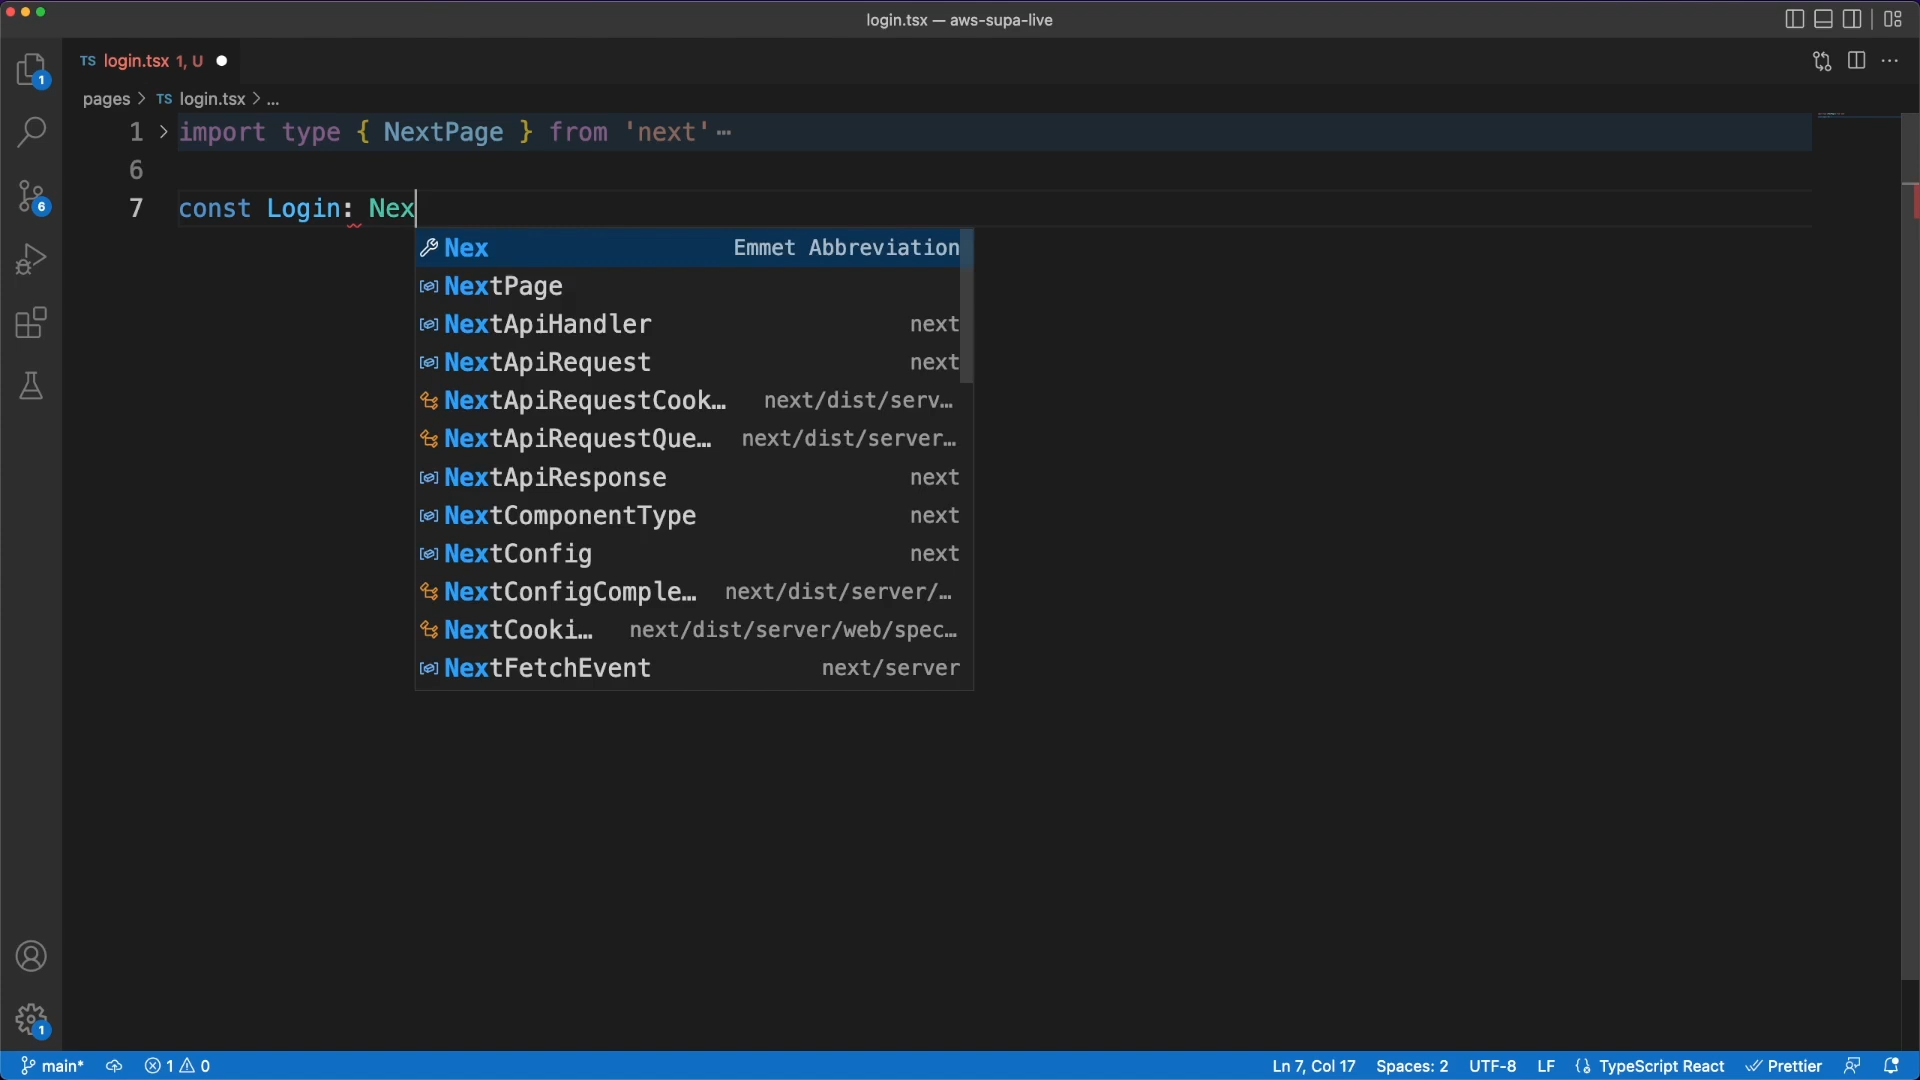 login.tsx — aws-supa-live
TS login.tsx 1, U
pages > TS login.tsx > ...
1 import type { NextPage } from 'next'
6
7 const Login: Nex
Nex Emmet Abbreviation
NextPage
NextApiHandler next
NextApiRequest next
NextApiRequestCook… next/dist/serv…
NextApiRequestQue… next/dist/server…
NextApiResponse next
NextComponentType next
NextConfig next
NextConfigComple… next/dist/server/…
NextCooki… next/dist/server/web/spec…
NextFetchEvent next/server
1
6
1
main* 1 0 Ln 7, Col 17 Spaces: 2 UTF-8 LF {} TypeScript React Prettier